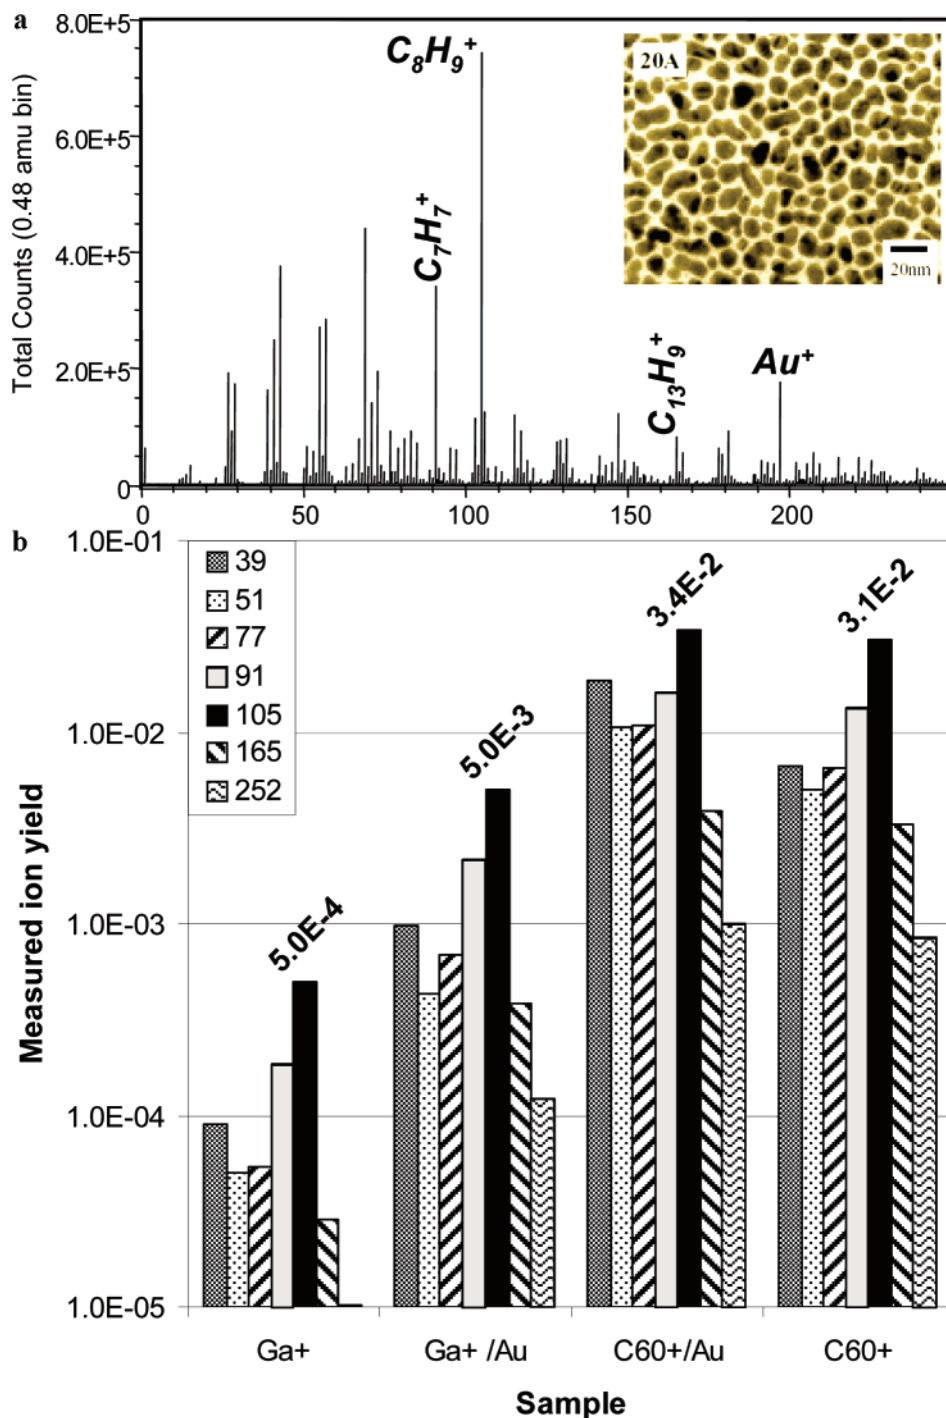 a
8.0E+5
6.0E+5
4.0E+5
2.0E+5
0
Total Counts (0.48 amu bin)
C8H9+
C7H7+
C13H9+
Au+
20A
20nm
0 50 100 150 200
b
1.0E-01
1.0E-02
1.0E-03
1.0E-04
1.0E-05
Measured ion yield
39
51
77
91
105
165
252
5.0E-4
5.0E-3
3.4E-2
3.1E-2
Ga+ Ga+ /Au C60+/Au C60+
Sample